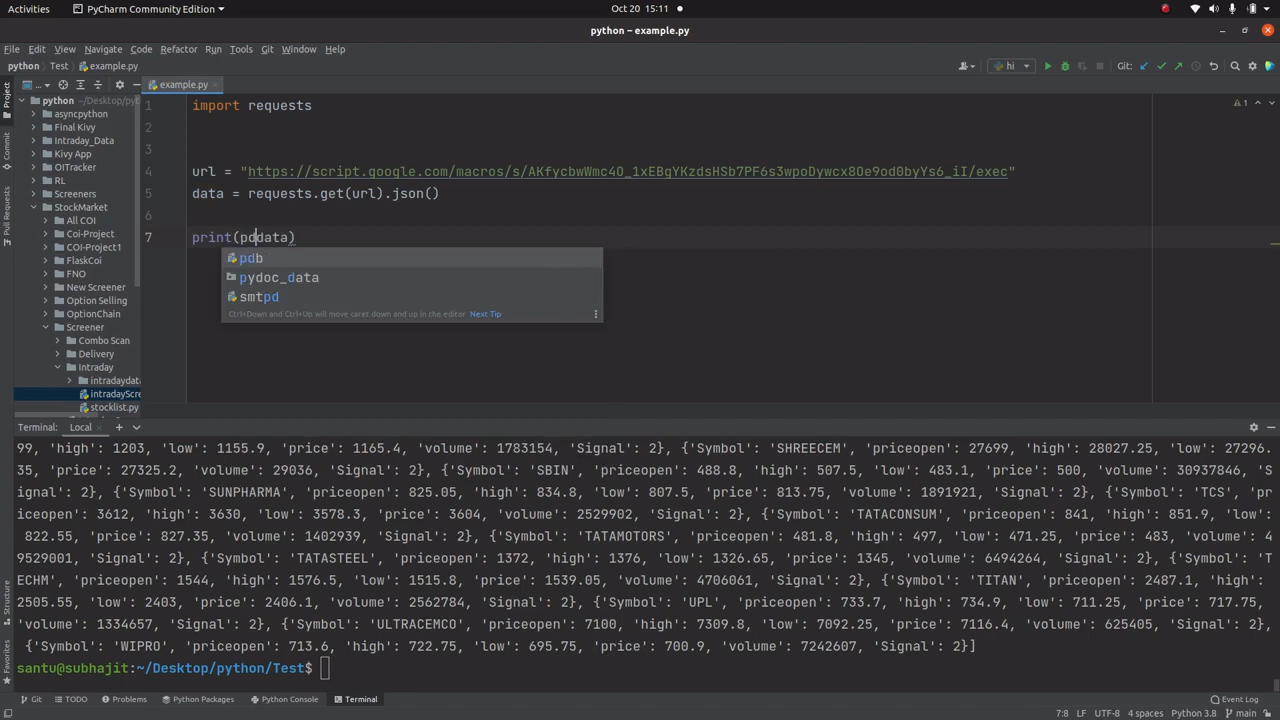 Activities
PyCharm Community Edition
Oct 20 15:11
python – example.py
File Edit View Navigate Code Refactor Run Tools Git Window Help
python Test example.py
hi
Git:
Project
Commit
Pull Requests
Structure
Favorites
...
example.py
python ~/Desktop/pyt
asyncpython
Final Kivy
Intraday_Data
Kivy App
OITracker
RL
Screeners
StockMarket
All COI
Coi-Project
COI-Project1
FlaskCoi
FNO
New Screener
Option Selling
OptionChain
Screener
Combo Scan
Delivery
Intraday
intradaydata
intradayScre
stocklist.py
1 import requests
2
3
4 url = "https://script.google.com/macros/s/AKfycbwWmc4O_1xEBgYKzdsHSb7PF6s3wpoDywcx8Oe9od0byYs6_iI/exec"
5 data = requests.get(url).json()
6
7 print(pddata)
1
pdb
pydoc_data
smtpd
Ctrl+Down and Ctrl+Up will move caret down and up in the editor Next Tip
Terminal: Local
99, 'high': 1203, 'low': 1155.9, 'price': 1165.4, 'volume': 1783154, 'Signal': 2}, {'Symbol': 'SHREECEM', 'priceopen': 27699, 'high': 28027.25, 'low': 27296.
35, 'price': 27325.2, 'volume': 29036, 'Signal': 2}, {'Symbol': 'SBIN', 'priceopen': 488.8, 'high': 507.5, 'low': 483.1, 'price': 500, 'volume': 30937846, 'S
ignal': 2}, {'Symbol': 'SUNPHARMA', 'priceopen': 825.05, 'high': 834.8, 'low': 807.5, 'price': 813.75, 'volume': 1891921, 'Signal': 2}, {'Symbol': 'TCS', 'pr
iceopen': 3612, 'high': 3630, 'low': 3578.3, 'price': 3604, 'volume': 2529902, 'Signal': 2}, {'Symbol': 'TATACONSUM', 'priceopen': 841, 'high': 851.9, 'low':
822.55, 'price': 827.35, 'volume': 1402939, 'Signal': 2}, {'Symbol': 'TATAMOTORS', 'priceopen': 481.8, 'high': 497, 'low': 471.25, 'price': 483, 'volume': 4
9529001, 'Signal': 2}, {'Symbol': 'TATASTEEL', 'priceopen': 1372, 'high': 1376, 'low': 1326.65, 'price': 1345, 'volume': 6494264, 'Signal': 2}, {'Symbol': 'T
ECHM', 'priceopen': 1544, 'high': 1576.5, 'low': 1515.8, 'price': 1539.05, 'volume': 4706061, 'Signal': 2}, {'Symbol': 'TITAN', 'priceopen': 2487.1, 'high':
2505.55, 'low': 2403, 'price': 2406.1, 'volume': 2562784, 'Signal': 2}, {'Symbol': 'UPL', 'priceopen': 733.7, 'high': 734.9, 'low': 711.25, 'price': 717.75,
'volume': 1334657, 'Signal': 2}, {'Symbol': 'ULTRACEMCO', 'priceopen': 7100, 'high': 7309.8, 'low': 7092.25, 'price': 7116.4, 'volume': 625405, 'Signal': 2},
{'Symbol': 'WIPRO', 'priceopen': 713.6, 'high': 722.75, 'low': 695.75, 'price': 700.9, 'volume': 7242607, 'Signal': 2}]
santu@subhajit:~/Desktop/python/Test$
Git TODO Problems Python Packages Python Console Terminal Event Log
7:8 LF UTF-8 4 spaces Python 3.8 main